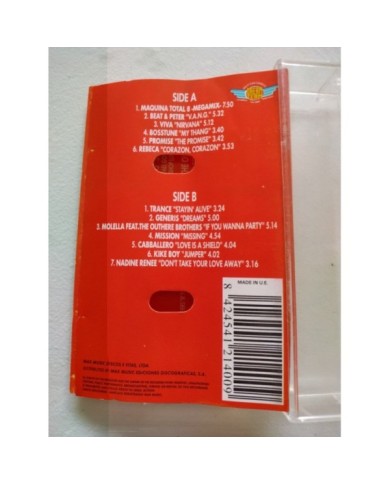 SIDE A
1. MAQUINA TOTAL 8 -MEGAMIX- 7.50
2. BEAT & PETER "V.A.N.G." 5.22
3. VIVA "NIRVANA" 5.12
4. BOSSTUNE "MY THANG" 3.40
5. PROMISE "THE PROMISE" 3.42
6. REBECA "CORAZON, CORAZON" 3.53
SIDE B
1. TRANCE "STAYIN' ALIVE" 3.24
2. GENERIS "DREAMS" 5.00
3. MOLELLA FEAT.THE OUTHERE BROTHERS "IF YOU WANNA PARTY" 5.14
4. MISSION "MISSING" 4.54
5. CABBALLERO "LOVE IS A SHIELD" 4.04
6. KIKE BOY "JUMPER" 4.02
7. NADINE RENEE "DON'T TAKE YOUR LOVE AWAY" 3.16
MADE IN U.E.
8 424541 214009